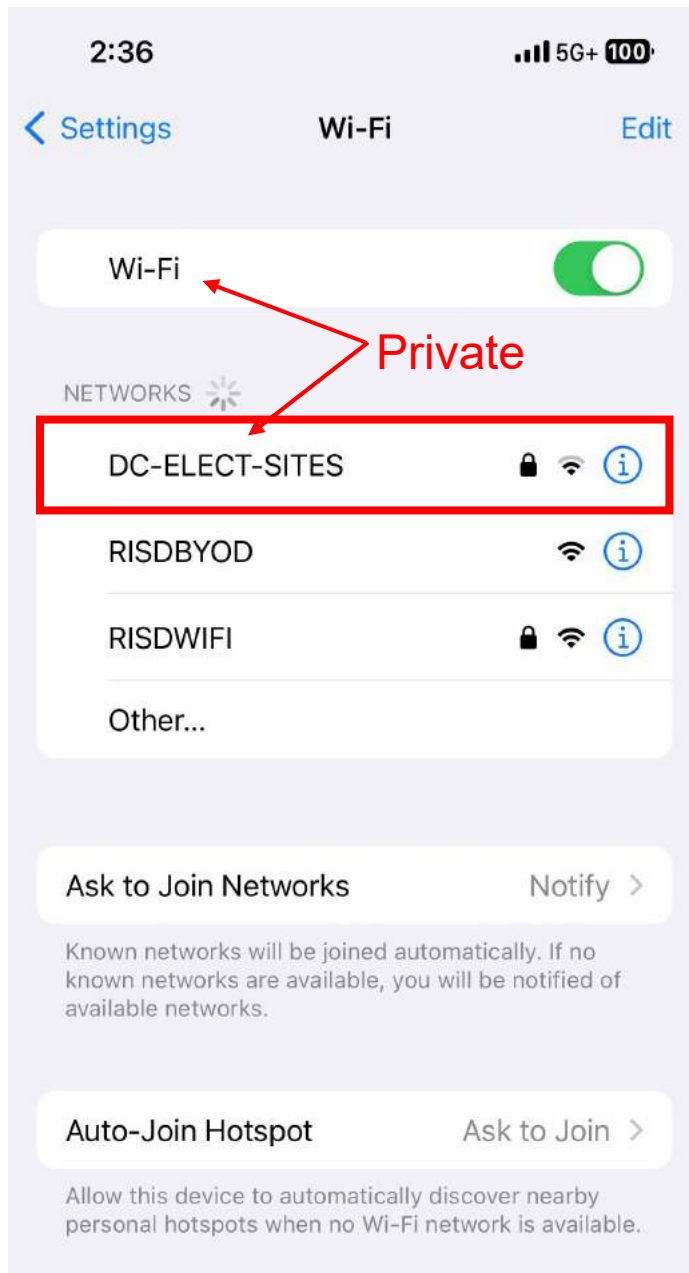 2:36 5G+ 100
Settings Wi-Fi Edit
Wi-Fi
Private
NETWORKS
DC-ELECT-SITES
RISDBYOD
RISDWIFI
Other...
Ask to Join Networks Notify
Known networks will be joined automatically. If no
known networks are available, you will be notified of
available networks.
Auto-Join Hotspot Ask to Join
Allow this device to automatically discover nearby
personal hotspots when no Wi-Fi network is available.